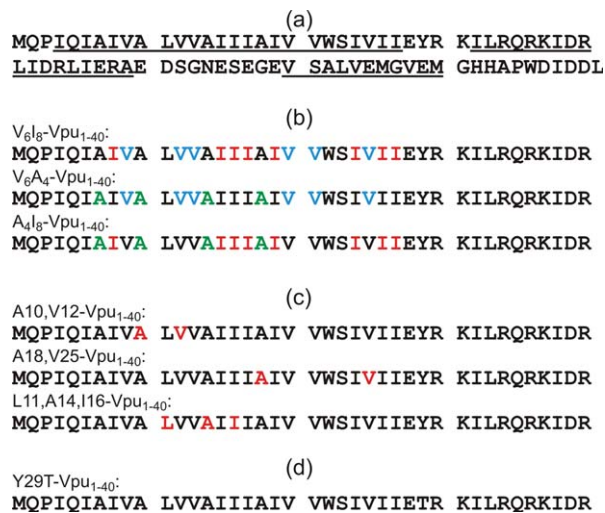 (a)
MQPIQIAIVA LVVAIIIAIV VWSIVIIEYR KILRQRKIDR
LIDRLIERAE DSGNESEGEV SALVEMGVEM GHHAPWDIDDL
(b)
V6I8-Vpu1-40:
MQPIQIAIVA LVVAIIIAIV VWSIVIIEYR KILRQRKIDR
V6A4-Vpu1-40:
MQPIQIAIVA LVVAIIIAIV VWSIVIIEYR KILRQRKIDR
A4I8-Vpu1-40:
MQPIQIAIVA LVVAIIIAIV VWSIVIIEYR KILRQRKIDR
(c)
A10,V12-Vpu1-40:
MQPIQIAIVA LVVAIIIAIV VWSIVIIEYR KILRQRKIDR
A18,V25-Vpu1-40:
MQPIQIAIVA LVVAIIIAIV VWSIVIIEYR KILRQRKIDR
L11,A14,I16-Vpu1-40:
MQPIQIAIVA LVVAIIIAIV VWSIVIIEYR KILRQRKIDR
(d)
Y29T-Vpu1-40:
MQPIQIAIVA LVVAIIIAIV VWSIVIIETR KILRQRKIDR